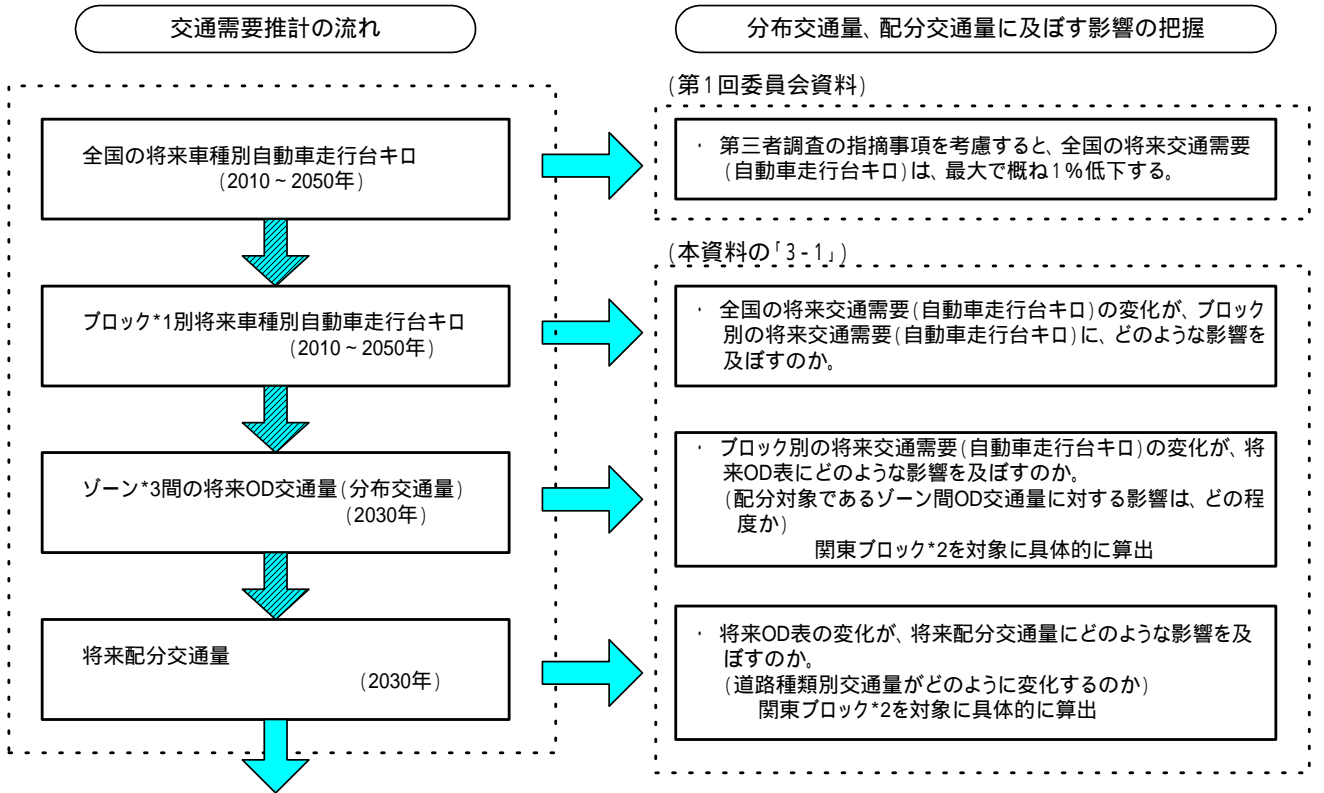 交通需要推計の流れ
全国の将来車種別自動車走行台キロ
(2010~2050年)
ブロック*1別将来車種別自動車走行台キロ
(2010~2050年)
ゾーン*3間の将来OD交通量(分布交通量)
(2030年)
将来配分交通量
(2030年)
分布交通量、配分交通量に及ぼす影響の把握
(第1回委員会資料)
・ 第三者調査の指摘事項を考慮すると、全国の将来交通需要
(自動車走行台キロ)は、最大で概ね1%低下する。
(本資料の「3-1」)
・ 全国の将来交通需要(自動車走行台キロ)の変化が、ブロック
別の将来交通需要(自動車走行台キロ)に、どのような影響を
及ぼすのか。
・ ブロック別の将来交通需要(自動車走行台キロ)の変化が、将
来OD表にどのような影響を及ぼすのか。
(配分対象であるゾーン間OD交通量に対する影響は、どの程
度か)
関東ブロック*2を対象に具体的に算出
・ 将来OD表の変化が、将来配分交通量にどのような影響を及
ぼすのか。
(道路種類別交通量がどのように変化するのか)
関東ブロック*2を対象に具体的に算出